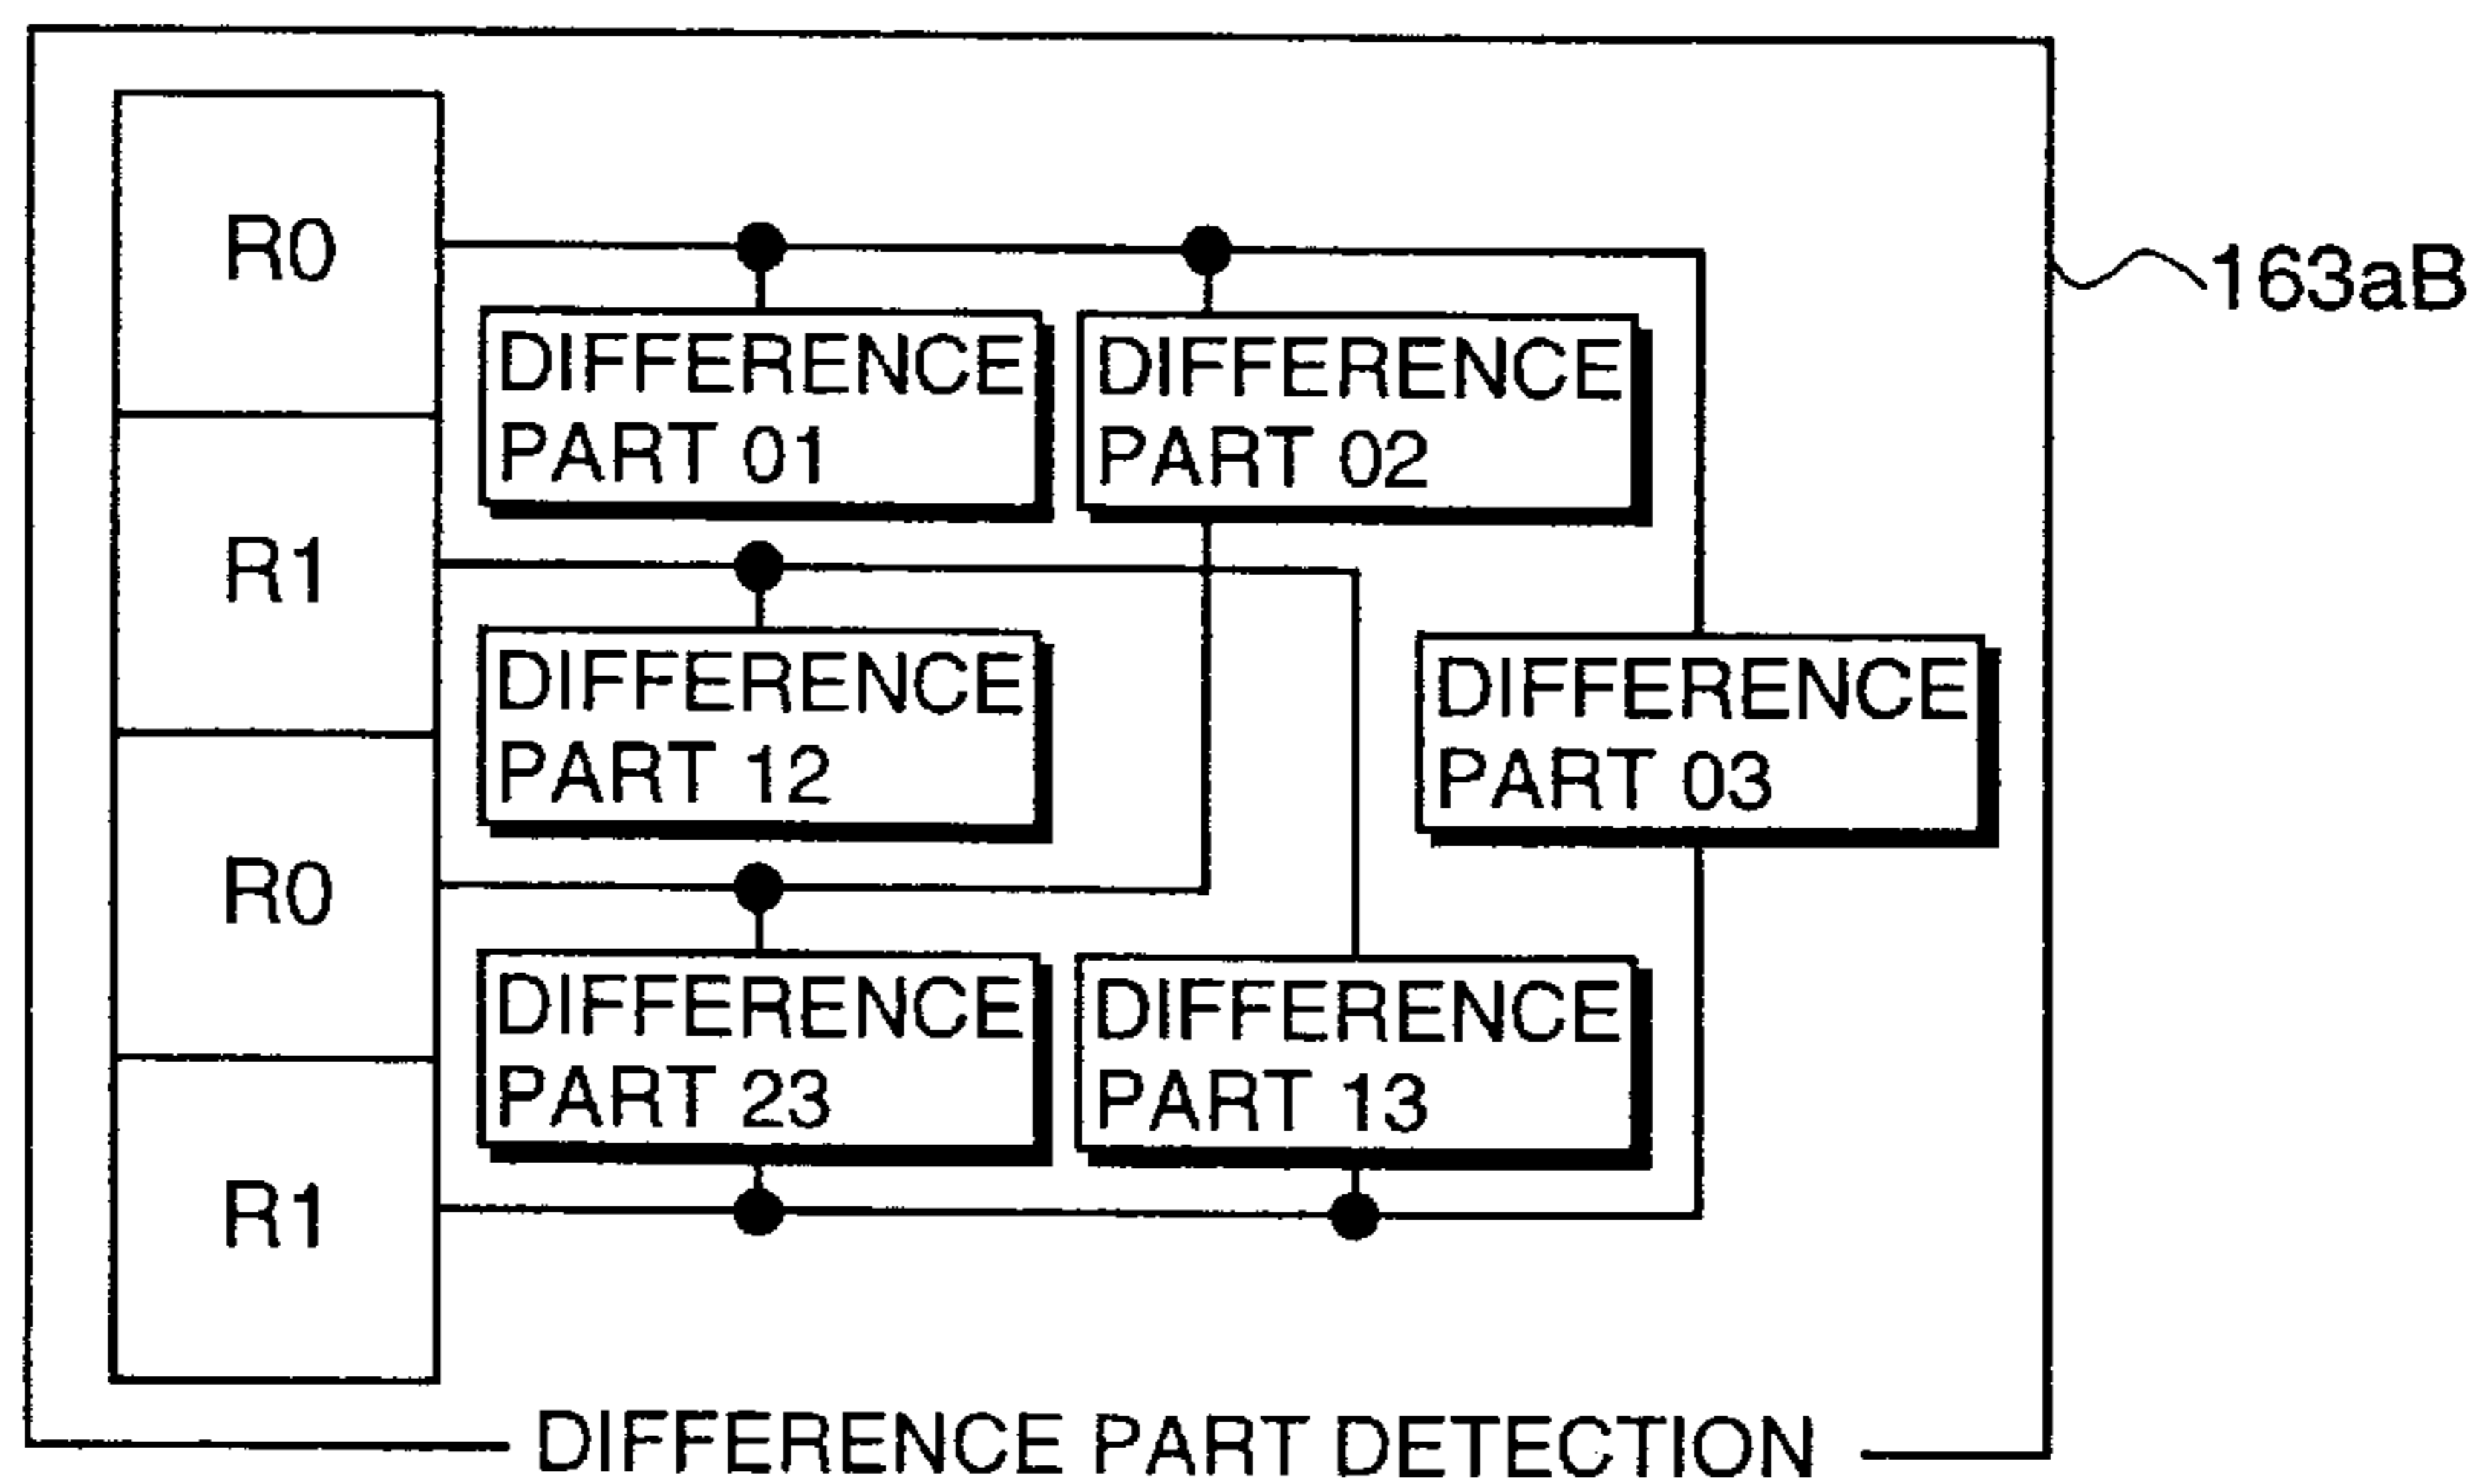 R0
163aB
DIFFERENCE
PART 01
DIFFERENCE
PART 02
R1
DIFFERENCE
PART 12
DIFFERENCE
PART 03
R0
DIFFERENCE
PART 23
DIFFERENCE
PART 13
R1
DIFFERENCE PART DETECTION